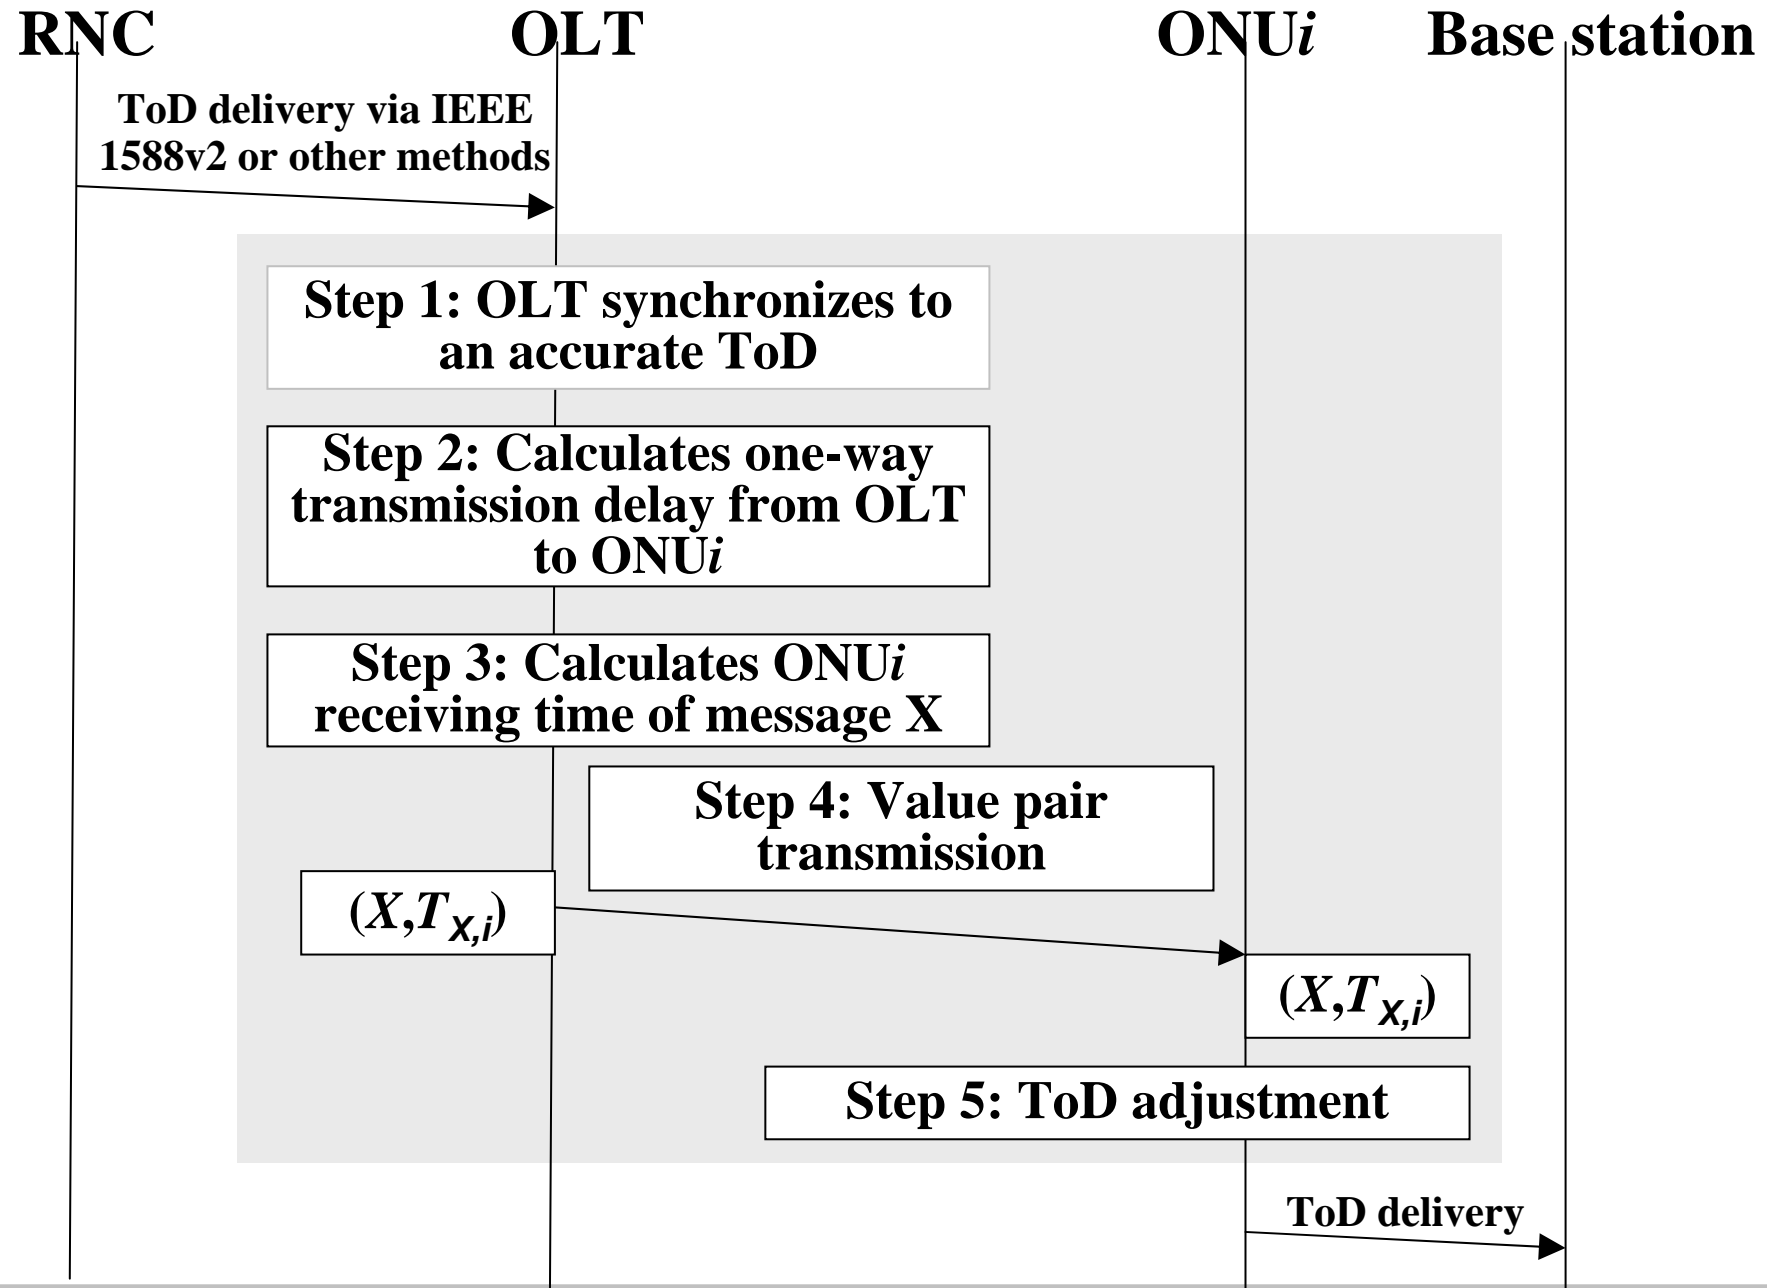 RNC OLT ONUi Base station
ToD delivery via IEEE
1588v2 or other methods
Step 1: OLT synchronizes to
an accurate ToD
Step 2: Calculates one-way
transmission delay from OLT
to ONUi
Step 3: Calculates ONUi
receiving time of message X
Step 4: Value pair
transmission
(X,TX,i)
(X,TX,i)
Step 5: ToD adjustment
ToD delivery